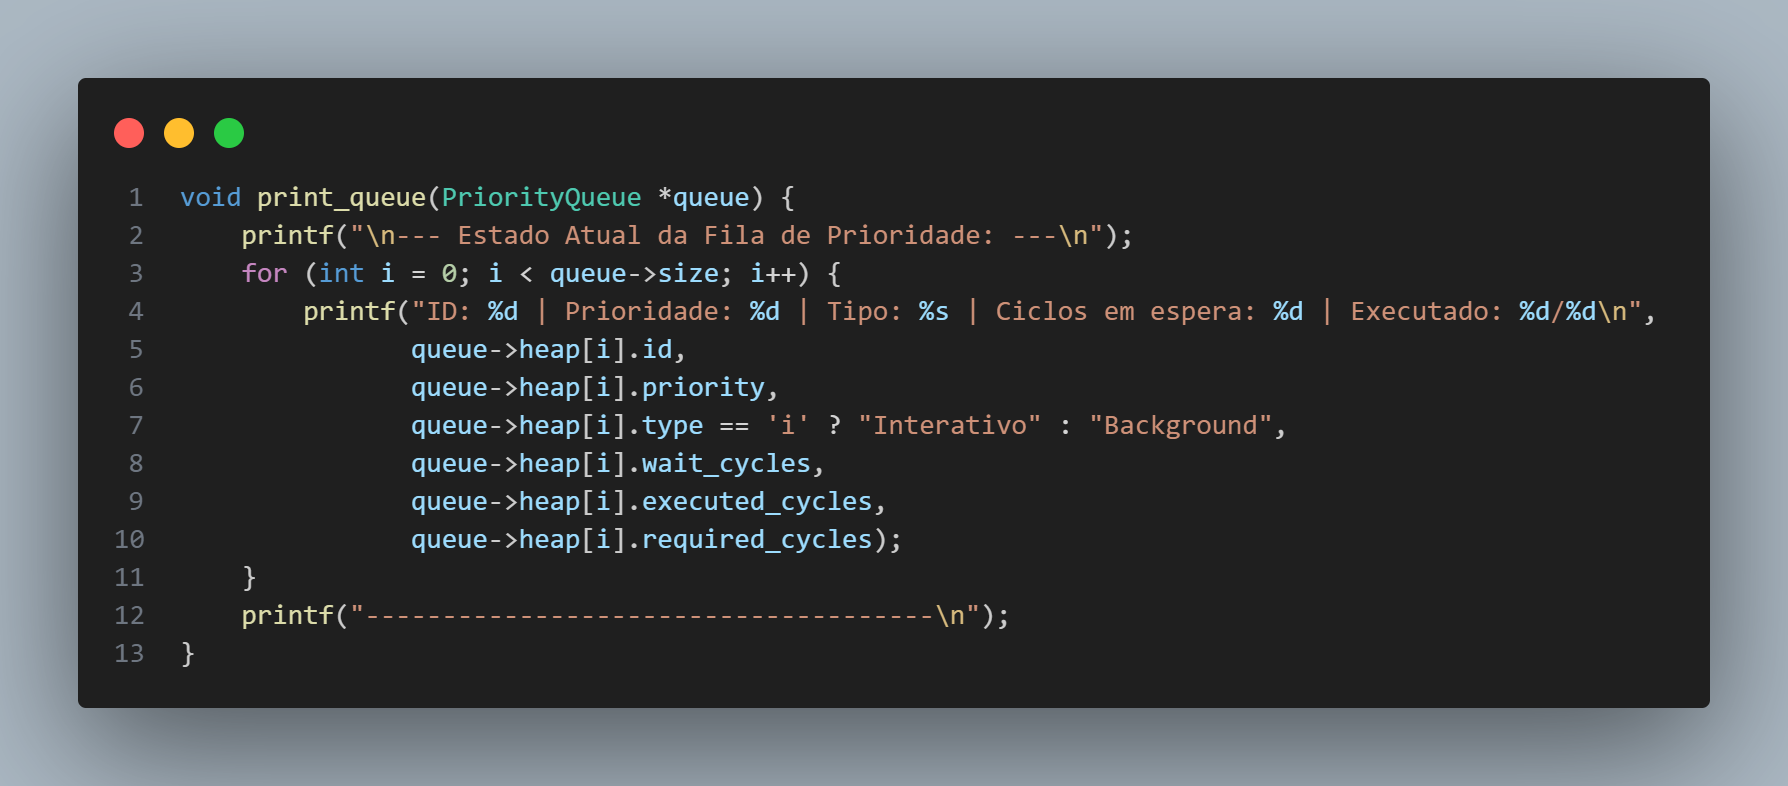 1 void print_queue(PriorityQueue *queue) {
2     printf("\n--- Estado Atual da Fila de Prioridade: ---\n");
3     for (int i = 0; i < queue->size; i++) {
4         printf("ID: %d | Prioridade: %d | Tipo: %s | Ciclos em espera: %d | Executado: %d/%d\n",
5                queue->heap[i].id,
6                queue->heap[i].priority,
7                queue->heap[i].type == 'i' ? "Interativo" : "Background",
8                queue->heap[i].wait_cycles,
9                queue->heap[i].executed_cycles,
10                queue->heap[i].required_cycles);
11     }
12     printf("-------------------------------------\n");
13 }